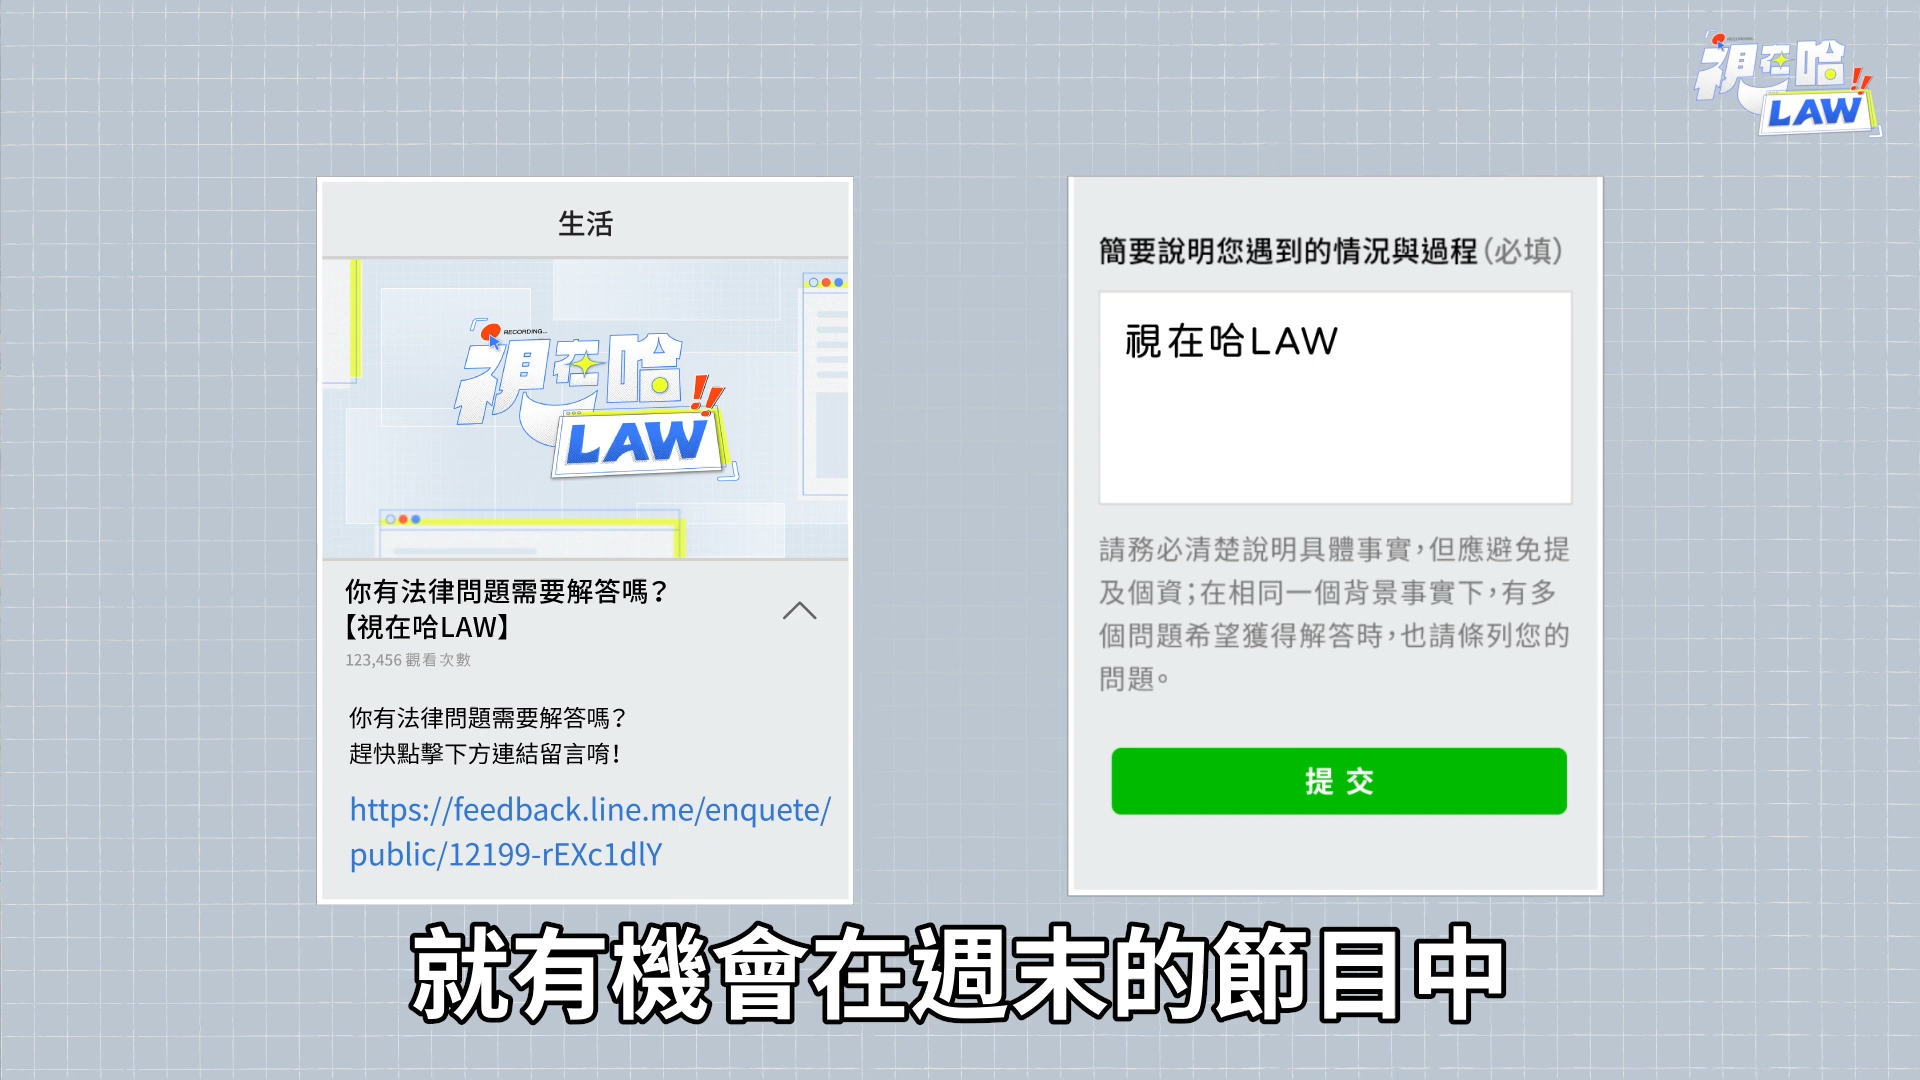 視在哈!!
LAW
生活
RECORDING...
視在哈!!
LAW
你有法律問題需要解答嗎？
【視在哈LAW】
123,456 觀看次數
你有法律問題需要解答嗎？
趕快點擊下方連結留言唷！
https://feedback.line.me/enquete/
public/12199-rEXc1dlY
簡要說明您遇到的情況與過程（必填）
視在哈LAW
請務必清楚說明具體事實，但應避免提
及個資；在相同一個背景事實下，有多
個問題希望獲得解答時，也請條列您的
問題。
提交
就有機會在週末的節目中